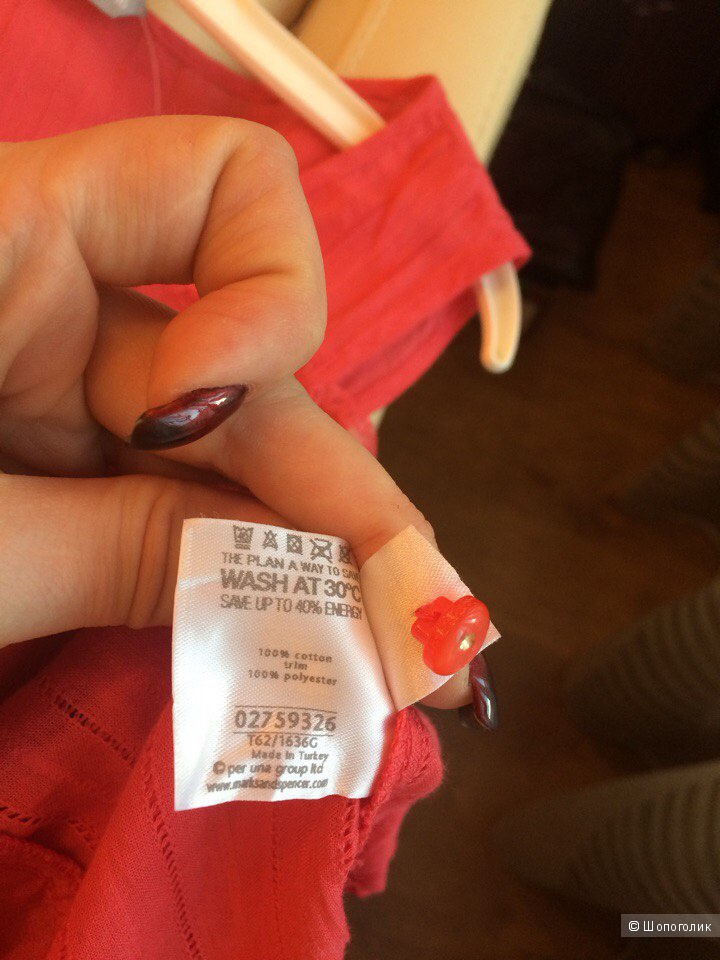 THE PLAN A WAY TO SAVE
WASH AT 30°C
SAVE UP TO 40% ENERGY
100% cotton
trim
100% polyester
02759326
T62/1636G
Made in Turkey
© per una group ltd
www.marksandspencer.com
© Шопоголик